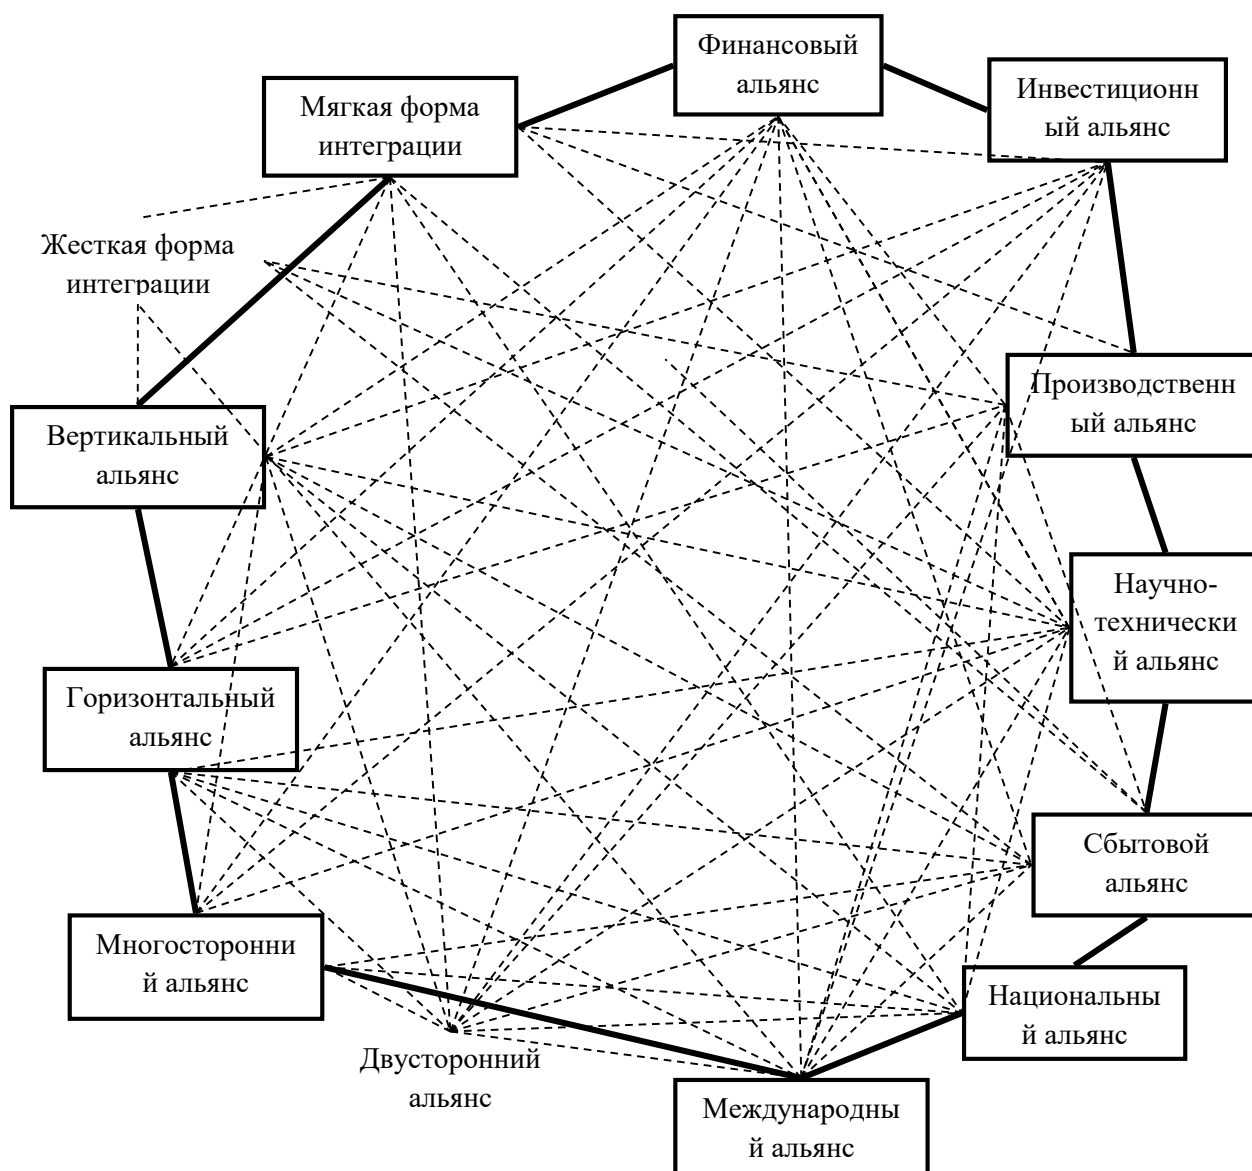 Финансовый
альянс
Инвестиционн
ый альянс
Мягкая форма
интеграции
Жесткая форма
интеграции
Производственн
ый альянс
Вертикальный
альянс
Научно-
технически
й альянс
Горизонтальный
альянс
Сбытовой
альянс
Многосторонни
й альянс
Национальны
й альянс
Двусторонний
альянс
Международны
й альянс